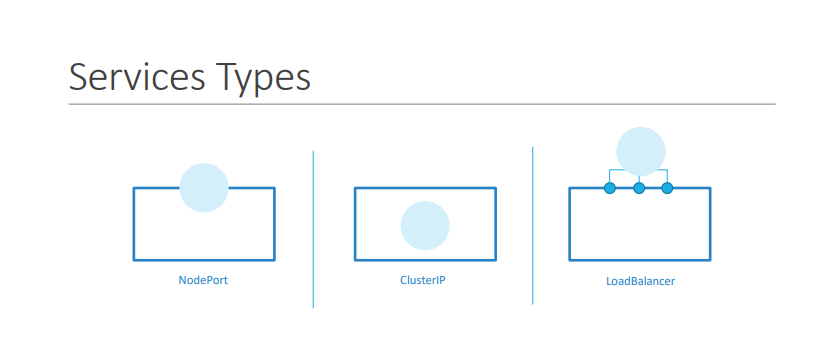 Services Types
NodePort
ClusterIP
LoadBalancer